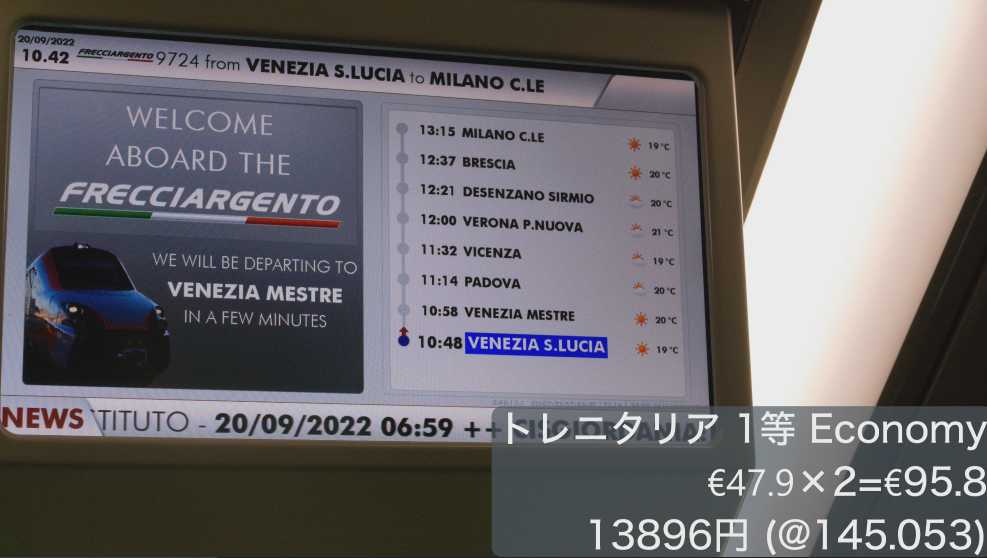 20/09/2022
10.42 FRECCIARGENTO 9724 from VENEZIA S.LUCIA to MILANO C.LE
WELCOME
ABOARD THE
FRECCIARGENTO
WE WILL BE DEPARTING TO
VENEZIA MESTRE
IN A FEW MINUTES
13:15 MILANO C.LE 19°C
12:37 BRESCIA 20°C
12:21 DESENZANO SIRMIO 20°C
12:00 VERONA P.NUOVA 21°C
11:32 VICENZA 19°C
11:14 PADOVA 20°C
10:58 VENEZIA MESTRE 20°C
10:48 VENEZIA S.LUCIA 19°C
NEWS TITUTO - 20/09/2022 06:59 ++
トレニタリア 1等 Economy
€47.9×2=€95.8
13896円 (@145.053)